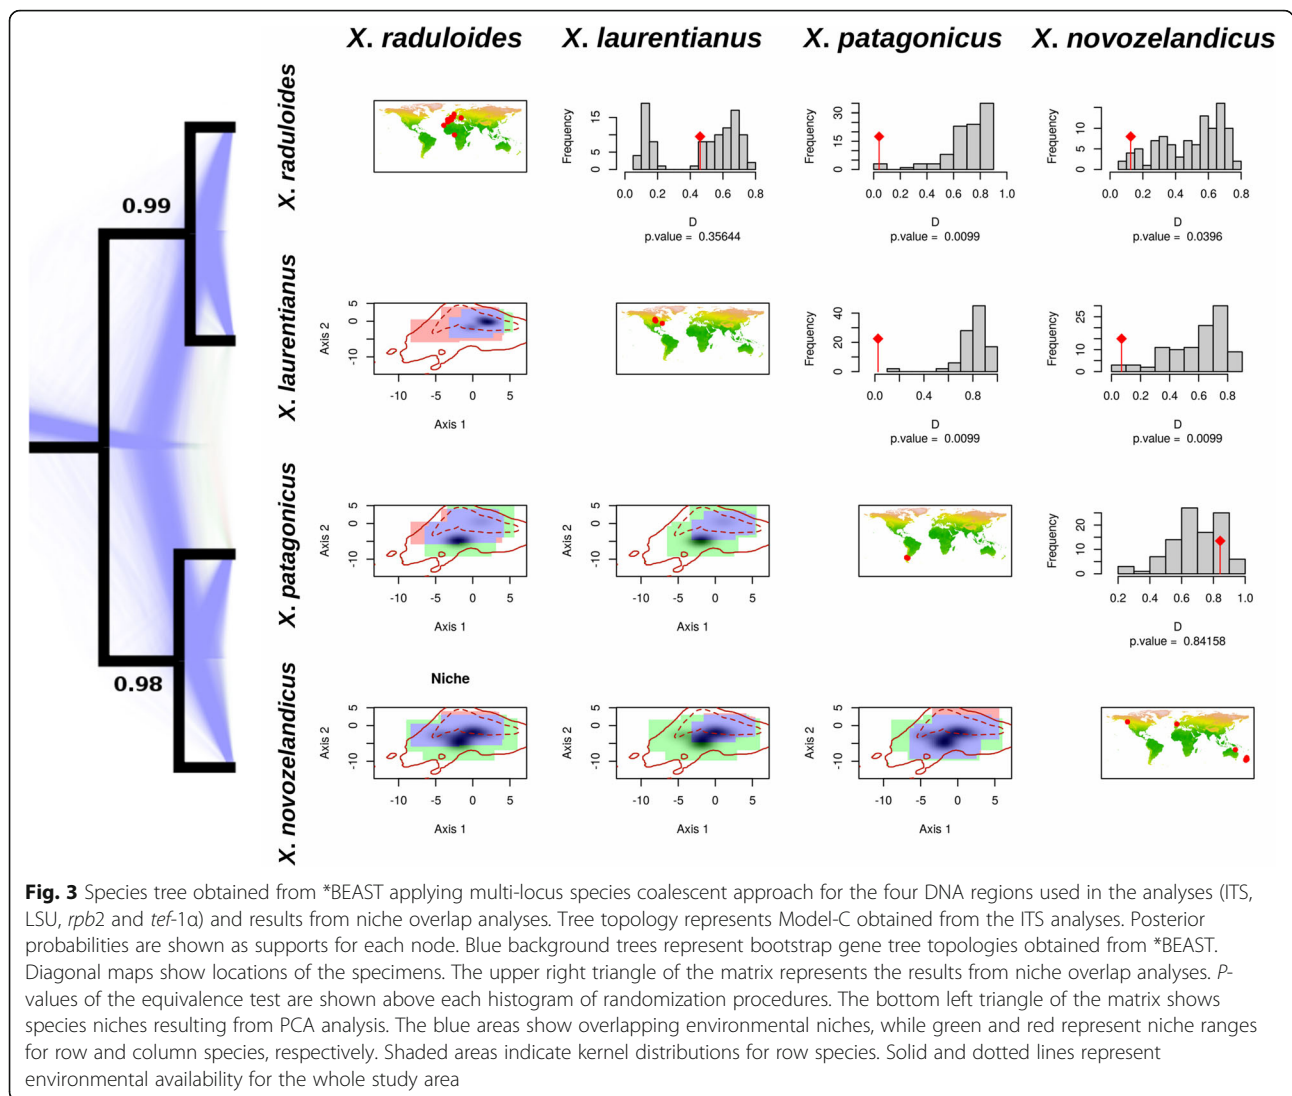 X. raduloides X. laurentianus X. patagonicus X. novozelandicus
X. raduloides
Frequency
0 5 15
0.0 0.2 0.4 0.6 0.8
D
p.value = 0.35644
Frequency
0 5 15 30
0.0 0.2 0.4 0.6 0.8 1.0
D
p.value = 0.0099
Frequency
0 5 10
0.0 0.2 0.4 0.6 0.8
D
p.value = 0.0396
0.99
X. laurentianus
Axis 2
-10 0 5
-10 -5 0 5
Axis 1
Frequency
0 20 40
0.0 0.4 0.8
D
p.value = 0.0099
Frequency
0 5 15 25
0.0 0.2 0.4 0.6 0.8
D
p.value = 0.0099
X. patagonicus
Axis 2
-10 0 5
-10 -5 0 5
Axis 1
Axis 2
-10 0 5
-10 -5 0 5
Axis 1
Frequency
0 10 20
0.2 0.4 0.6 0.8 1.0
D
p.value = 0.84158
0.98
X. novozelandicus
Niche
Axis 2
-10 0 5
-10 -5 0 5
Axis 1
Axis 2
-10 0 5
-10 -5 0 5
Axis 1
Axis 2
-10 0 5
-10 -5 0 5
Axis 1
Fig. 3 Species tree obtained from *BEAST applying multi-locus species coalescent approach for the four DNA regions used in the analyses (ITS,
LSU, rpb2 and tef-1α) and results from niche overlap analyses. Tree topology represents Model-C obtained from the ITS analyses. Posterior
probabilities are shown as supports for each node. Blue background trees represent bootstrap gene tree topologies obtained from *BEAST.
Diagonal maps show locations of the specimens. The upper right triangle of the matrix represents the results from niche overlap analyses. P-
values of the equivalence test are shown above each histogram of randomization procedures. The bottom left triangle of the matrix shows
species niches resulting from PCA analysis. The blue areas show overlapping environmental niches, while green and red represent niche ranges
for row and column species, respectively. Shaded areas indicate kernel distributions for row species. Solid and dotted lines represent
environmental availability for the whole study area